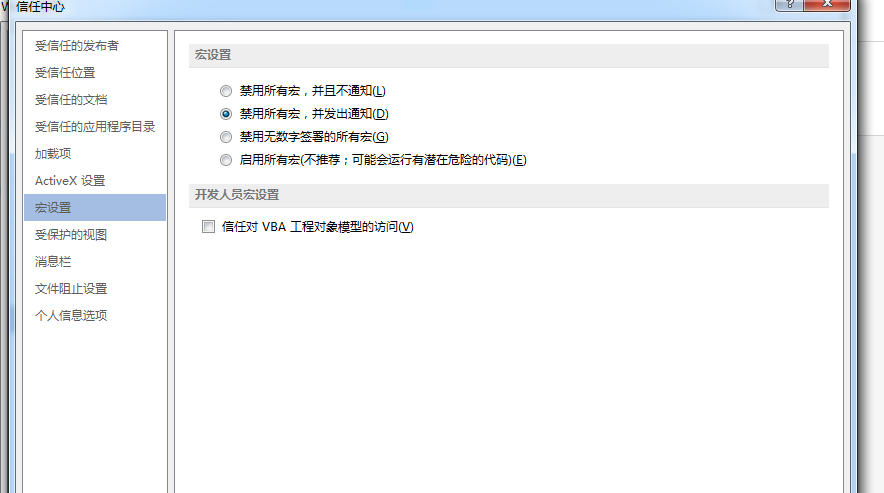 W
信任中心
受信任的发布者
受信任位置
受信任的文档
受信任的应用程序目录
加载项
ActiveX 设置
宏设置
受保护的视图
消息栏
文件阻止设置
个人信息选项
宏设置
禁用所有宏，并且不通知(L)
禁用所有宏，并发出通知(D)
禁用无数字签署的所有宏(G)
启用所有宏(不推荐；可能会运行有潜在危险的代码)(E)
开发人员宏设置
信任对 VBA 工程对象模型的访问(V)